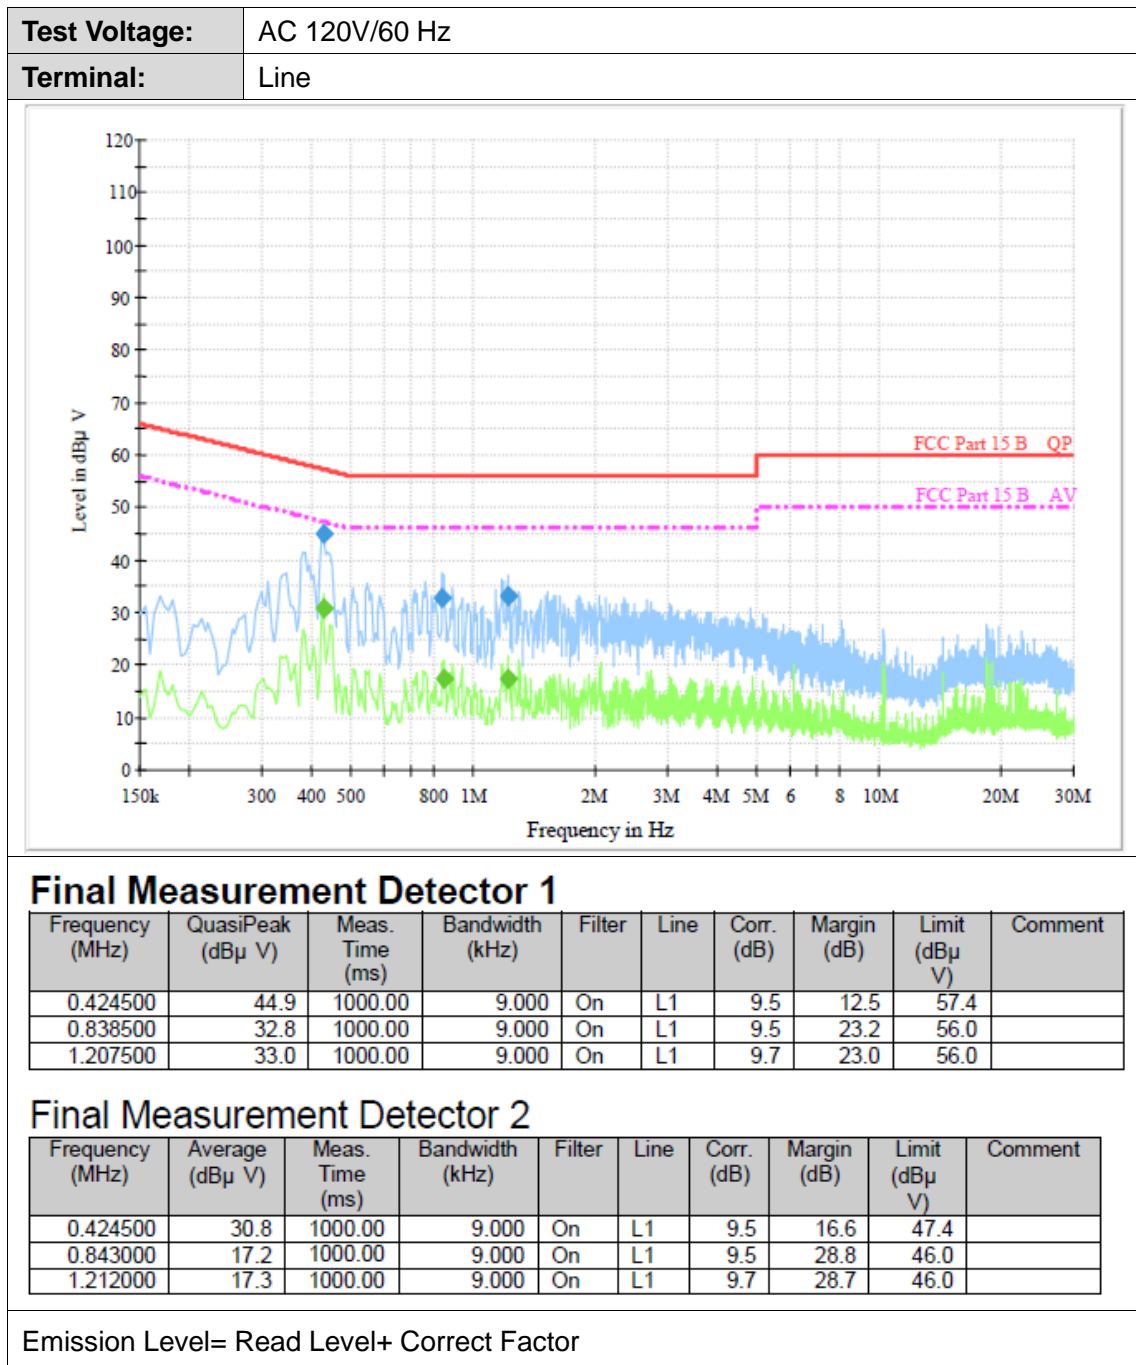 Test Voltage: AC 120V/60 Hz
Terminal: Line
120
110
100
90
80
70
60
50
40
30
20
10
0
Level in dBµ V
FCC Part 15 B QP
FCC Part 15 B AV
150k 300 400 500 800 1M 2M 3M 4M 5M 6 8 10M 20M 30M
Frequency in Hz
Final Measurement Detector 1
Frequency (MHz) QuasiPeak (dBµ V) Meas. Time (ms) Bandwidth (kHz) Filter Line Corr. (dB) Margin (dB) Limit (dBµ V) Comment
0.424500 44.9 1000.00 9.000 On L1 9.5 12.5 57.4
0.838500 32.8 1000.00 9.000 On L1 9.5 23.2 56.0
1.207500 33.0 1000.00 9.000 On L1 9.7 23.0 56.0
Final Measurement Detector 2
Frequency (MHz) Average (dBµ V) Meas. Time (ms) Bandwidth (kHz) Filter Line Corr. (dB) Margin (dB) Limit (dBµ V) Comment
0.424500 30.8 1000.00 9.000 On L1 9.5 16.6 47.4
0.843000 17.2 1000.00 9.000 On L1 9.5 28.8 46.0
1.212000 17.3 1000.00 9.000 On L1 9.7 28.7 46.0
Emission Level= Read Level+ Correct Factor